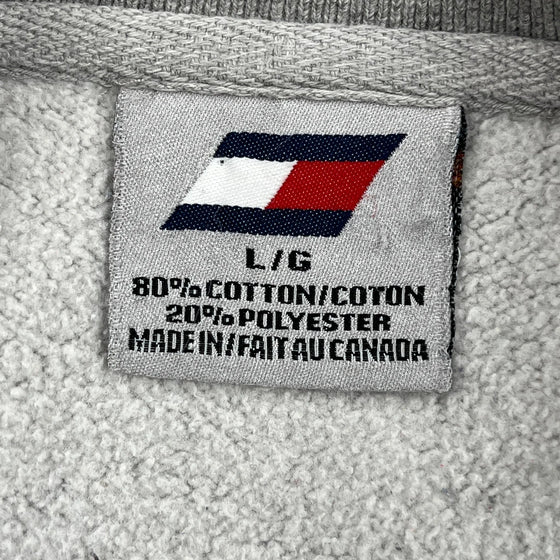 L/G
80% COTTON/COTON
20% POLYESTER
MADE IN/FAIT AU CANADA